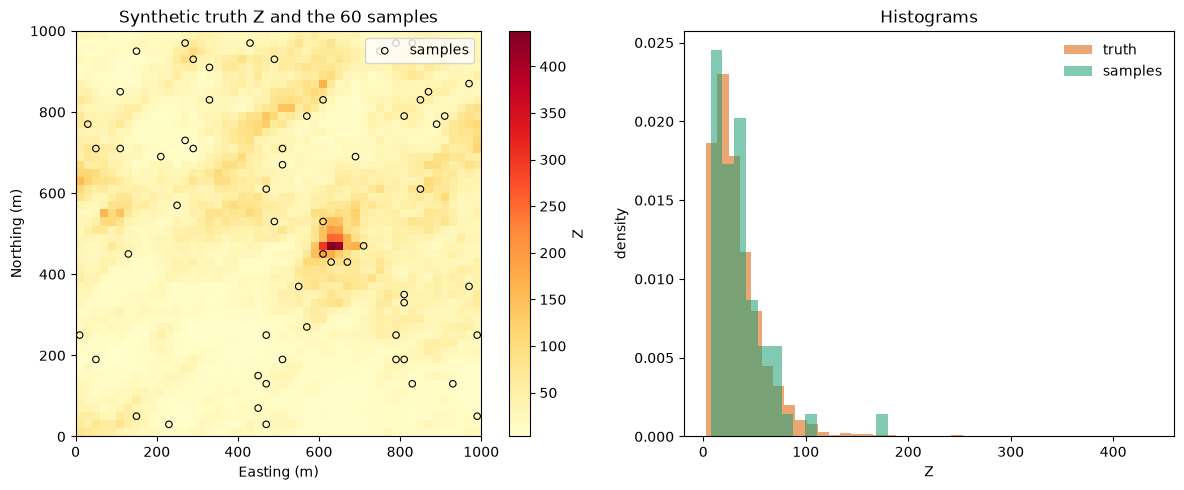 Synthetic truth Z and the 60 samples
samples
1000
800
600
400
200
0
Northing (m)
0 200 400 600 800 1000
Easting (m)
400
350
300
250
200
150
100
50
Z
Histograms
truth
samples
0.025
0.020
0.015
0.010
0.005
0.000
density
0 100 200 300 400
Z